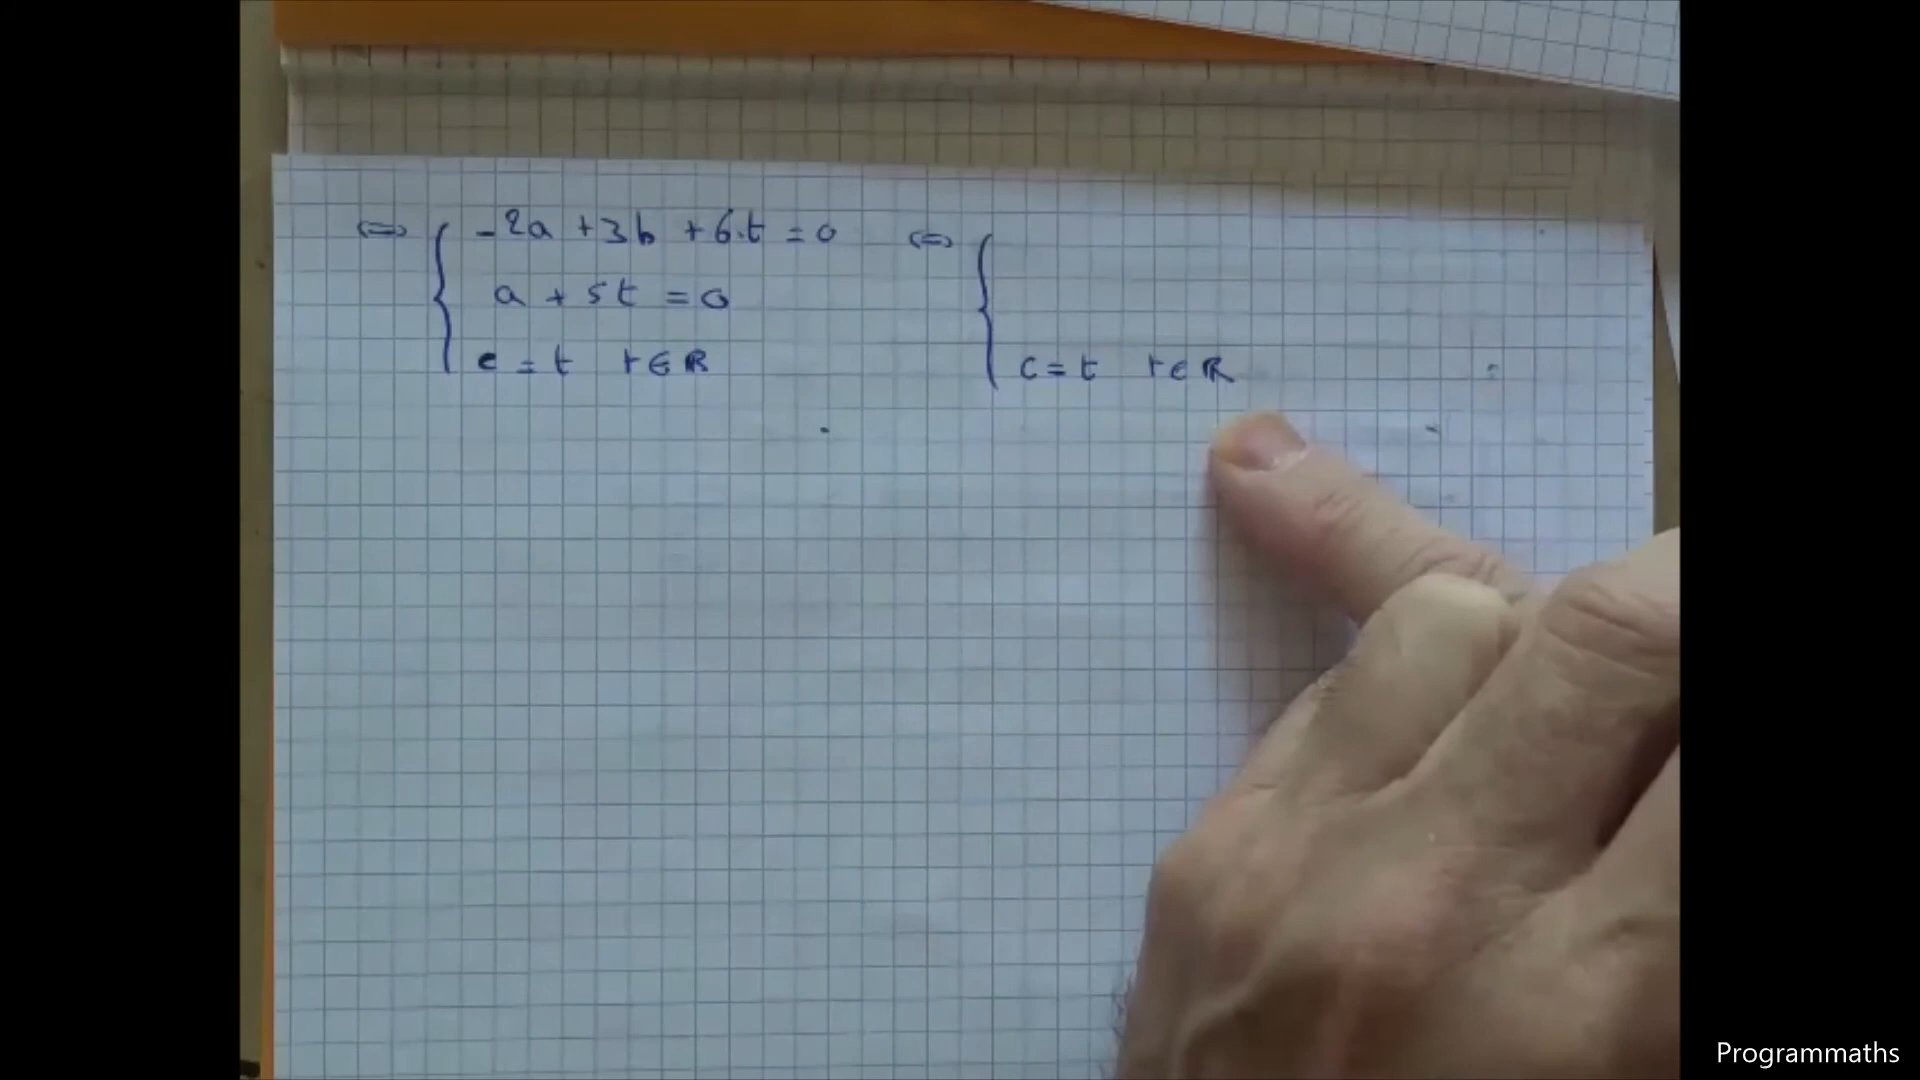 ⇔ { -2a + 3b + 6.t = 0
a + 5t = 0
c = t t ∈ ℝ
⇔ {
c = t t ∈ ℝ
Programmaths